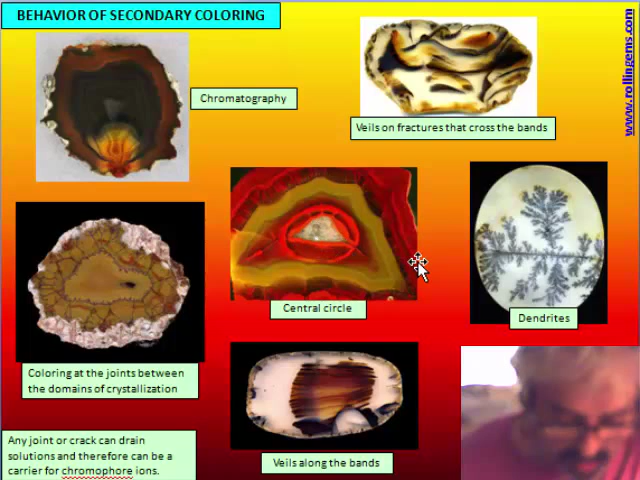 BEHAVIOR OF SECONDARY COLORING
www.rollingems.com
Chromatography
Veils on fractures that cross the bands
Central circle
Dendrites
Coloring at the joints between
the domains of crystallization
Veils along the bands
Any joint or crack can drain
solutions and therefore can be a
carrier for chromophore ions.